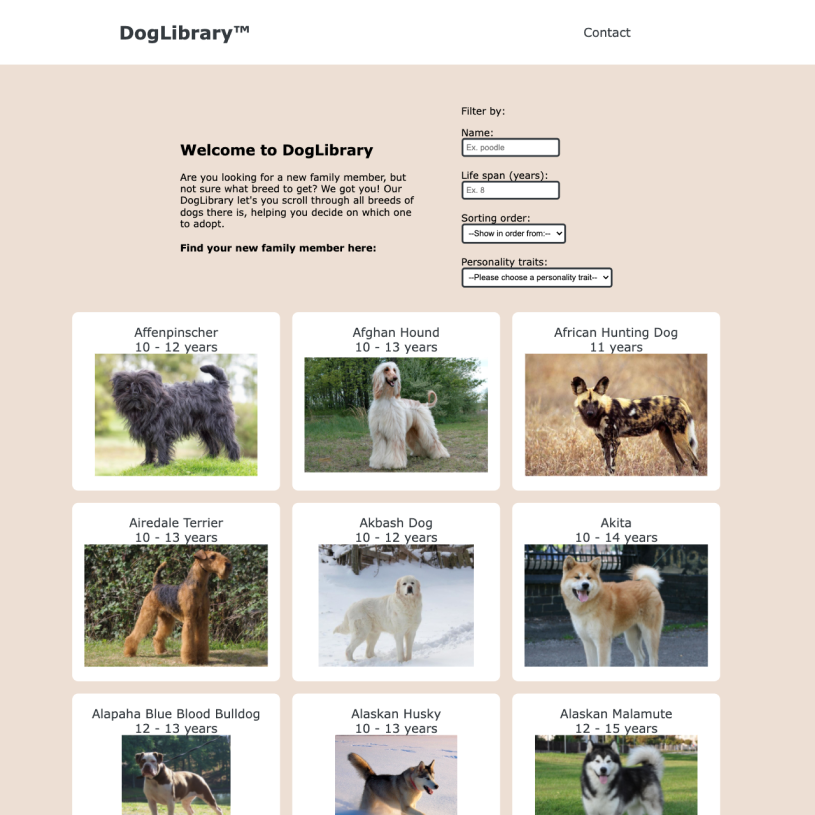 DogLibrary™
Contact
Welcome to DogLibrary
Are you looking for a new family member, but
not sure what breed to get? We got you! Our
DogLibrary let's you scroll through all breeds of
dogs there is, helping you decide on which one
to adopt.
Find your new family member here:
Filter by:
Name:
Ex. poodle
Life span (years):
Ex. 8
Sorting order:
--Show in order from:--
Personality traits:
--Please choose a personality trait--
Affenpinscher
10 - 12 years
Afghan Hound
10 - 13 years
African Hunting Dog
11 years
Airedale Terrier
10 - 13 years
Akbash Dog
10 - 12 years
Akita
10 - 14 years
Alapaha Blue Blood Bulldog
12 - 13 years
Alaskan Husky
10 - 13 years
Alaskan Malamute
12 - 15 years